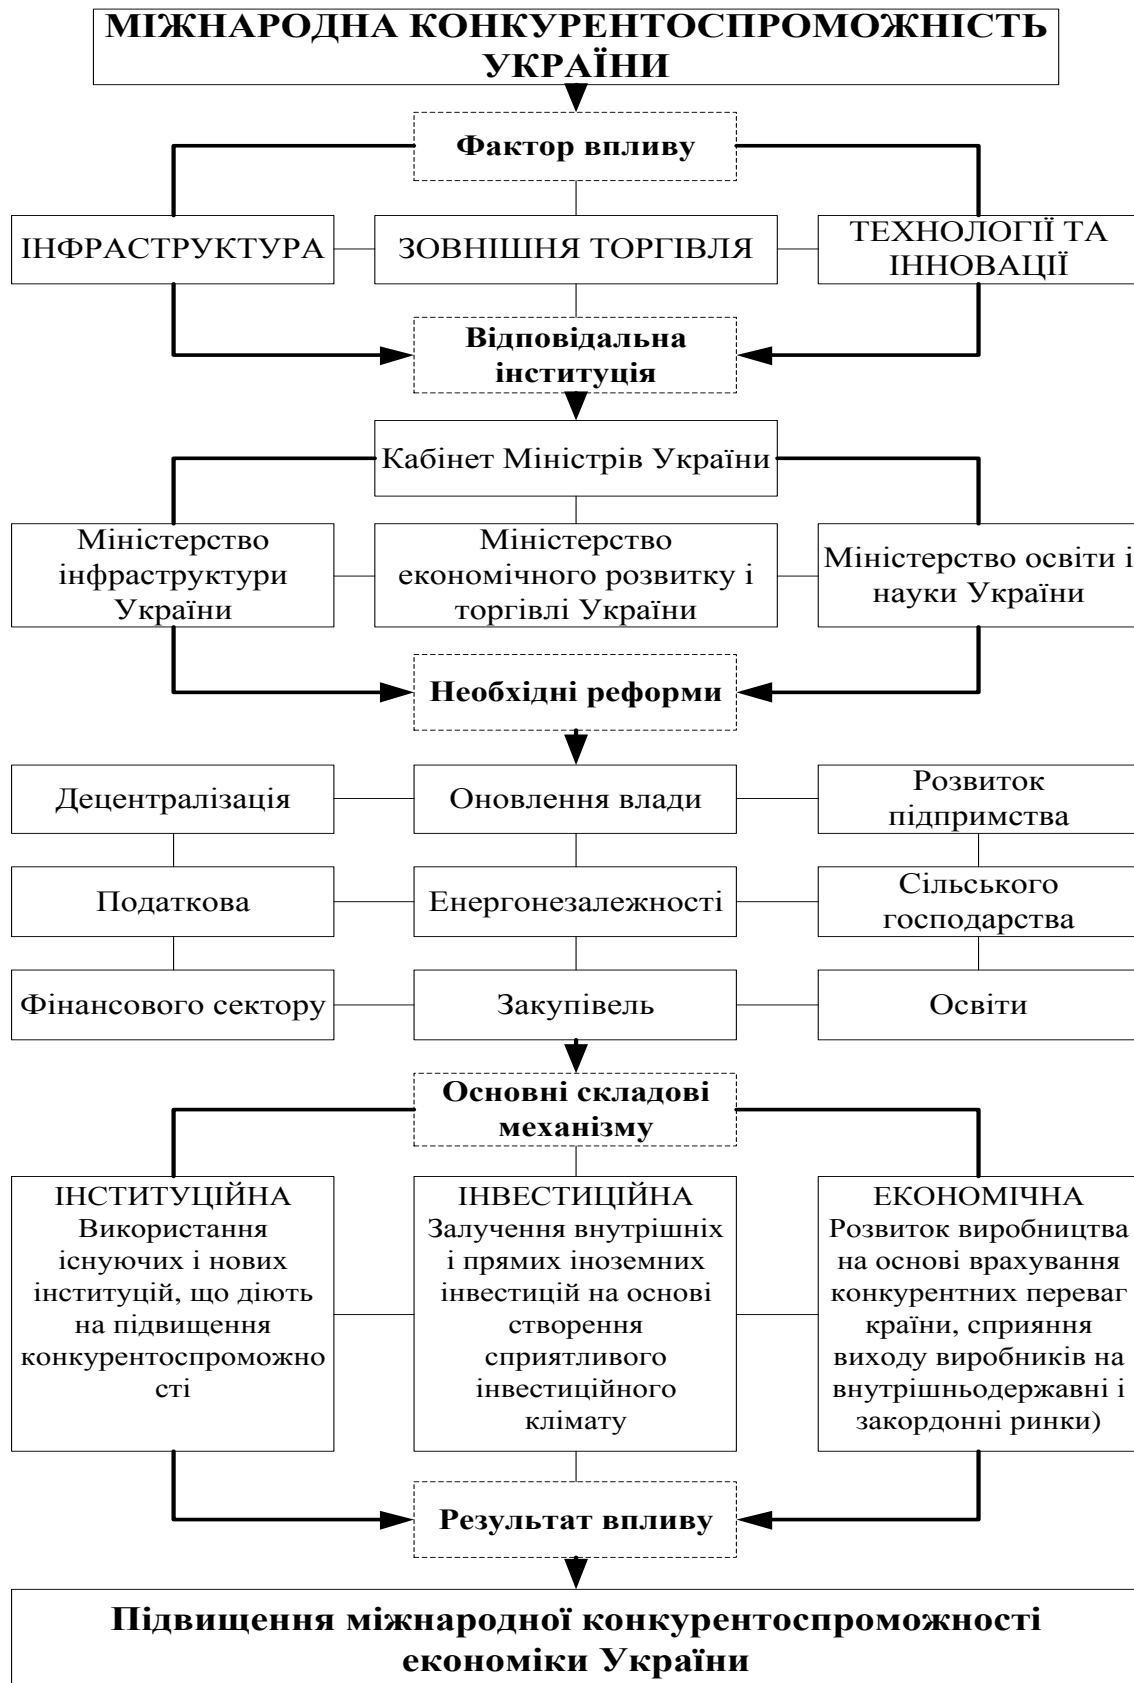 МІЖНАРОДНА КОНКУРЕНТОСПРОМОЖНІСТЬ
УКРАЇНИ
Фактор впливу
ІНФРАСТРУКТУРА
ЗОВНІШНЯ ТОРГІВЛЯ
ТЕХНОЛОГІЇ ТА
ІННОВАЦІЇ
Відповідальна
інституція
Кабінет Міністрів України
Міністерство
інфраструктури
України
Міністерство
економічного розвитку і
торгівлі України
Міністерство освіти і
науки України
Необхідні реформи
Децентралізація
Оновлення влади
Розвиток
підпримства
Податкова
Енергонезалежності
Сільського
господарства
Фінансового сектору
Закупівель
Освіти
Основні складові
механізму
ІНСТИТУЦІЙНА
Використання
існуючих і нових
інституцій, що діють
на підвищення
конкурентоспроможно
сті
ІНВЕСТИЦІЙНА
Залучення внутрішніх
і прямих іноземних
інвестицій на основі
створення
сприятливого
інвестиційного
клімату
ЕКОНОМІЧНА
Розвиток виробництва
на основі врахування
конкурентних переваг
країни, сприяння
виходу виробників на
внутрішньодержавні і
закордонні ринки)
Результат впливу
Підвищення міжнародної конкурентоспроможності
економіки України